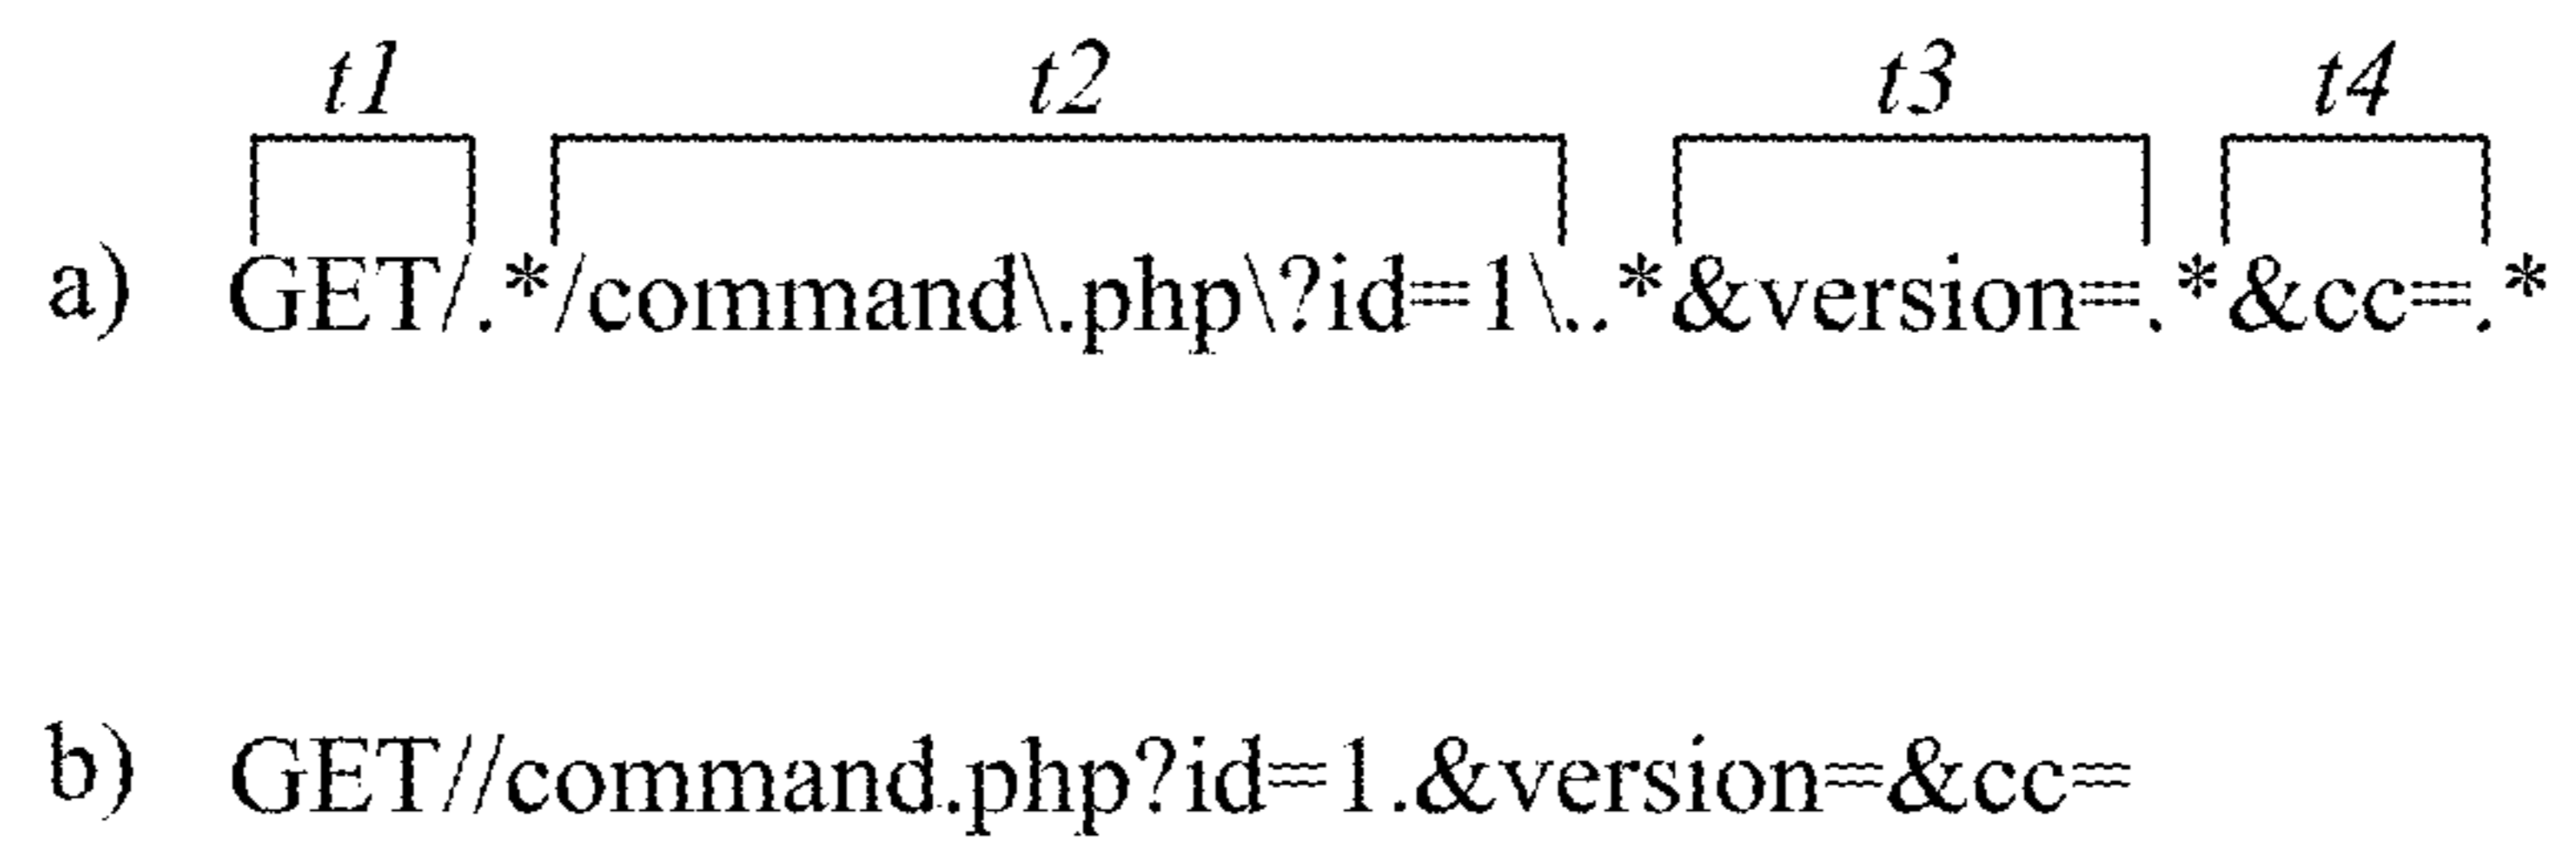 t1 t2 t3 t4
a) GET/.*/command\.php\?id=1\..*&version=.*&cc=.*
b) GET//command.php?id=1.&version=&cc=